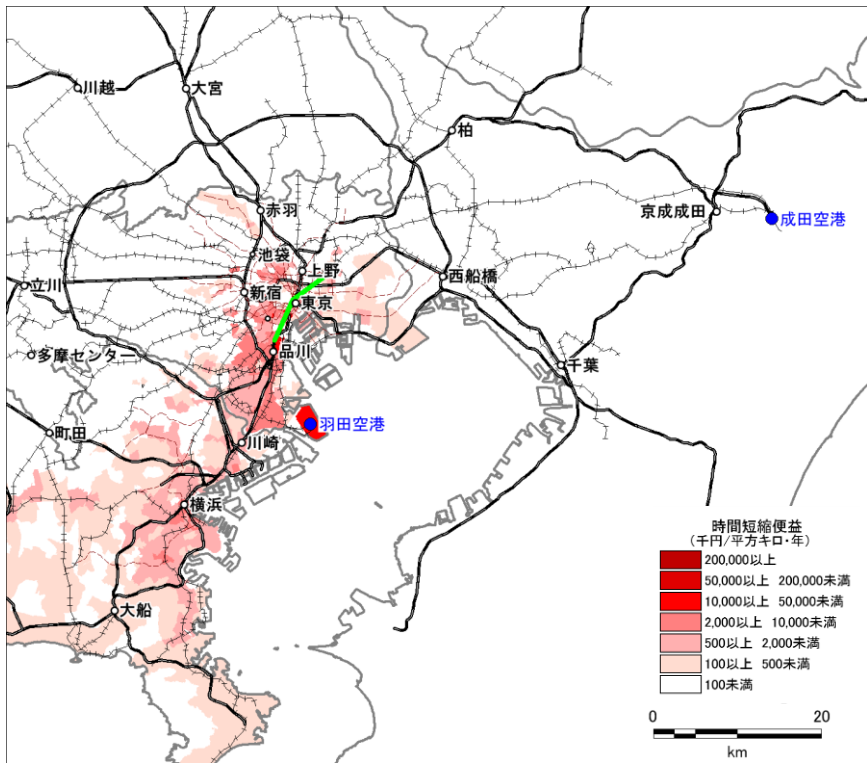 川越
大宮
柏
赤羽
京成成田
成田空港
池袋
上野
西船橋
立川
新宿
東京
多摩センター
品川
千葉
羽田空港
町田
川崎
横浜
大船
時間短縮便益
(千円/平方キロ・年)
200,000以上
50,000以上 200,000未満
10,000以上 50,000未満
2,000以上 10,000未満
500以上 2,000未満
100以上 500未満
100未満
0 20
km